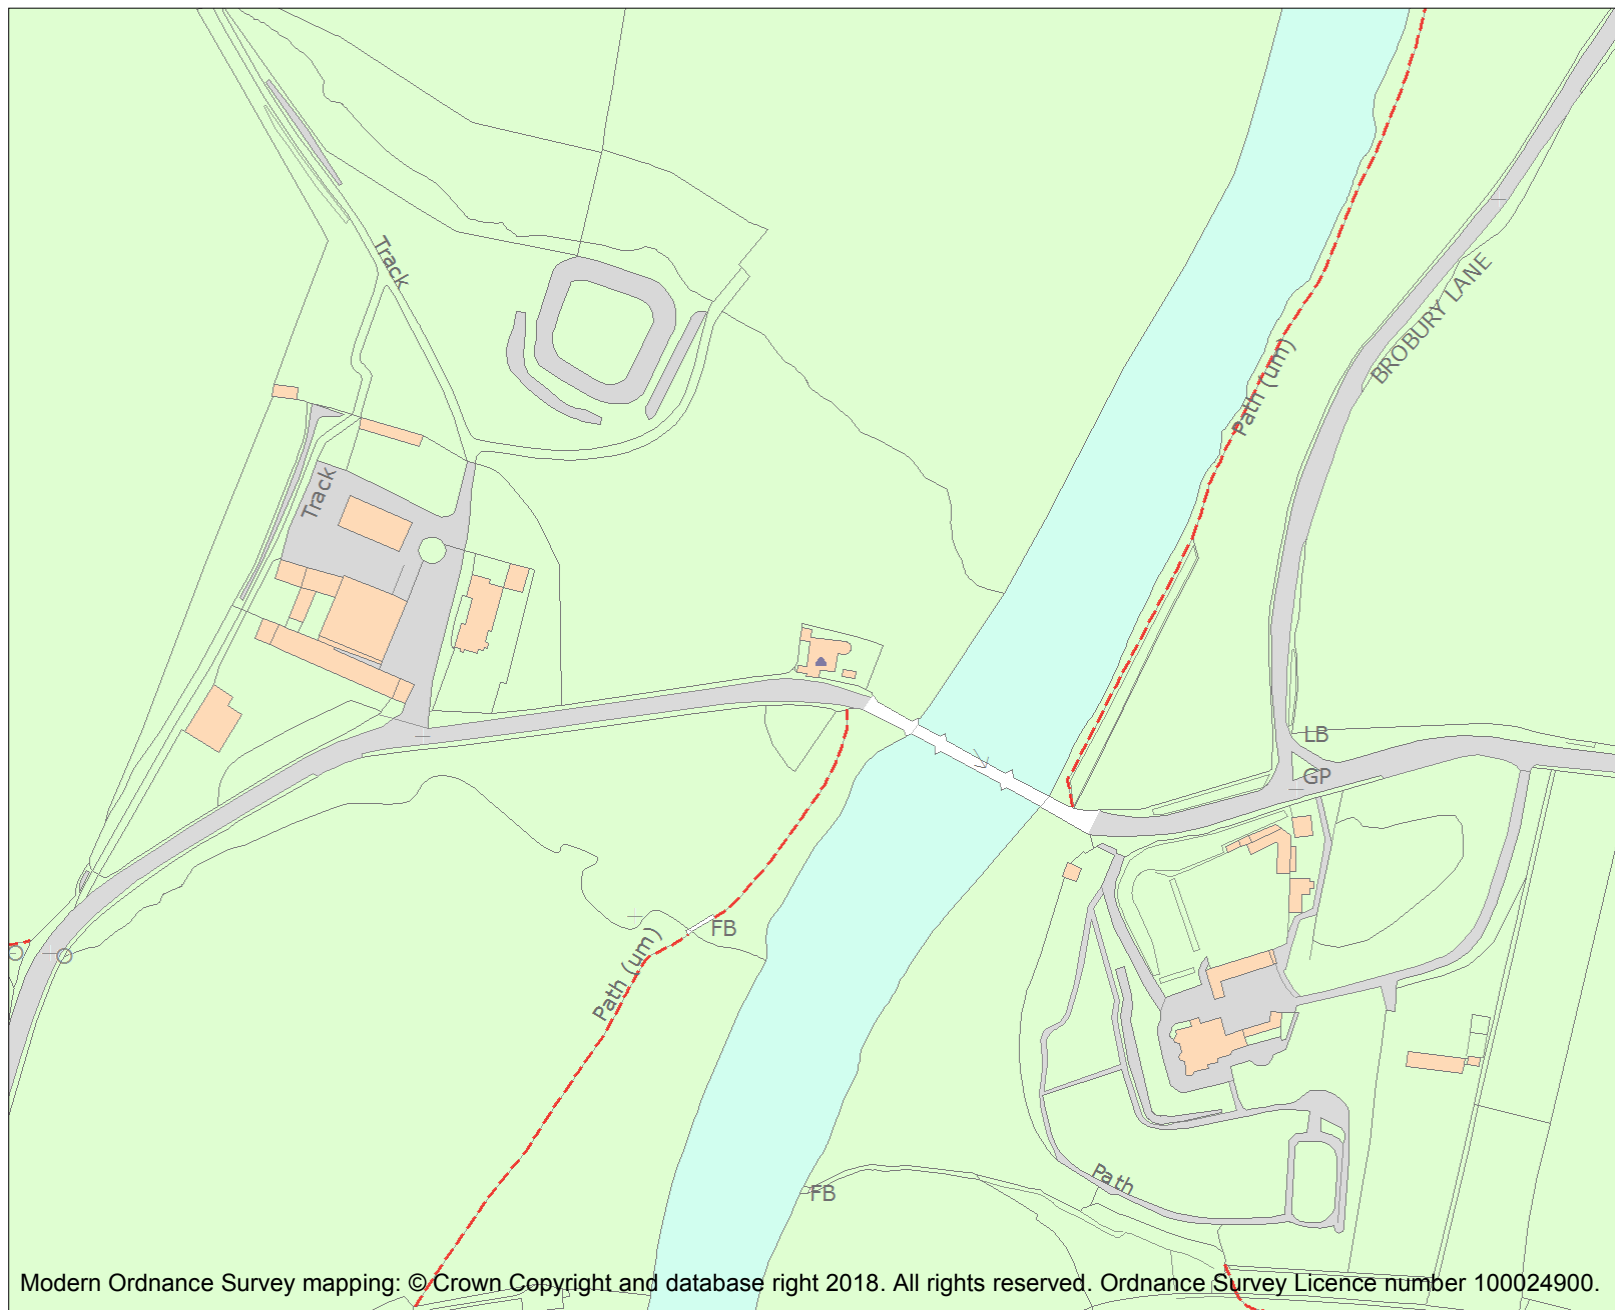 Track
BROBURY LANE
Path (um)
Track
LB
GP
FB
Path (um)
Path
FB
Modern Ordnance Survey mapping: © Crown Copyright and database right 2018. All rights reserved. Ordnance Survey Licence number 100024900.